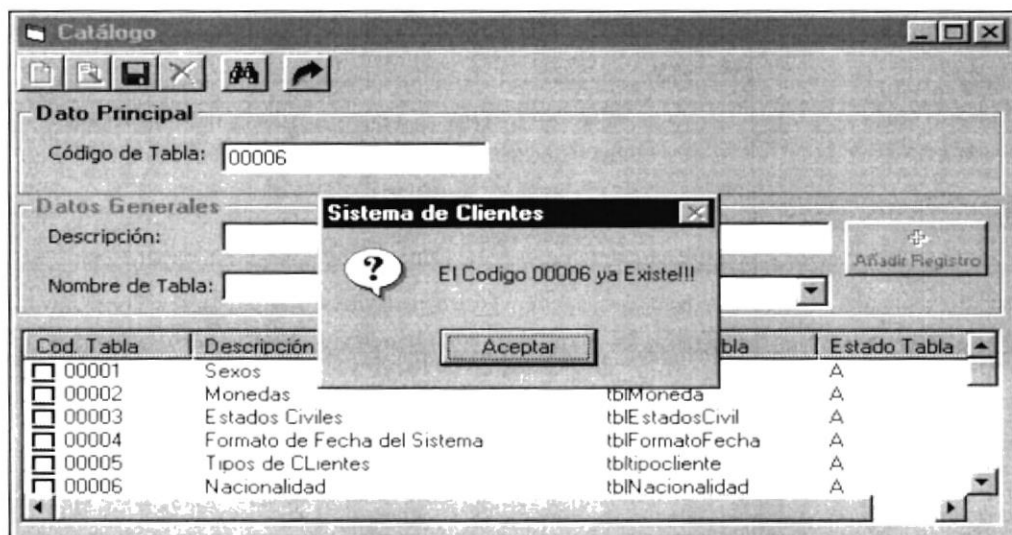 Catálogo
Dato Principal
Código de Tabla: 00006
Datos Generales
Descripción:
Nombre de Tabla:
Añadir Registro
Sistema de Clientes
El Codigo 00006 ya Existe!!!
Aceptar
Cod. Tabla Descripción bla Estado Tabla
00001 Sexos A
00002 Monedas tblMoneda A
00003 Estados Civiles tblEstadosCivil A
00004 Formato de Fecha del Sistema tblFormatoFecha A
00005 Tipos de CLientes tbltipocliente A
00006 Nacionalidad tblNacionalidad A